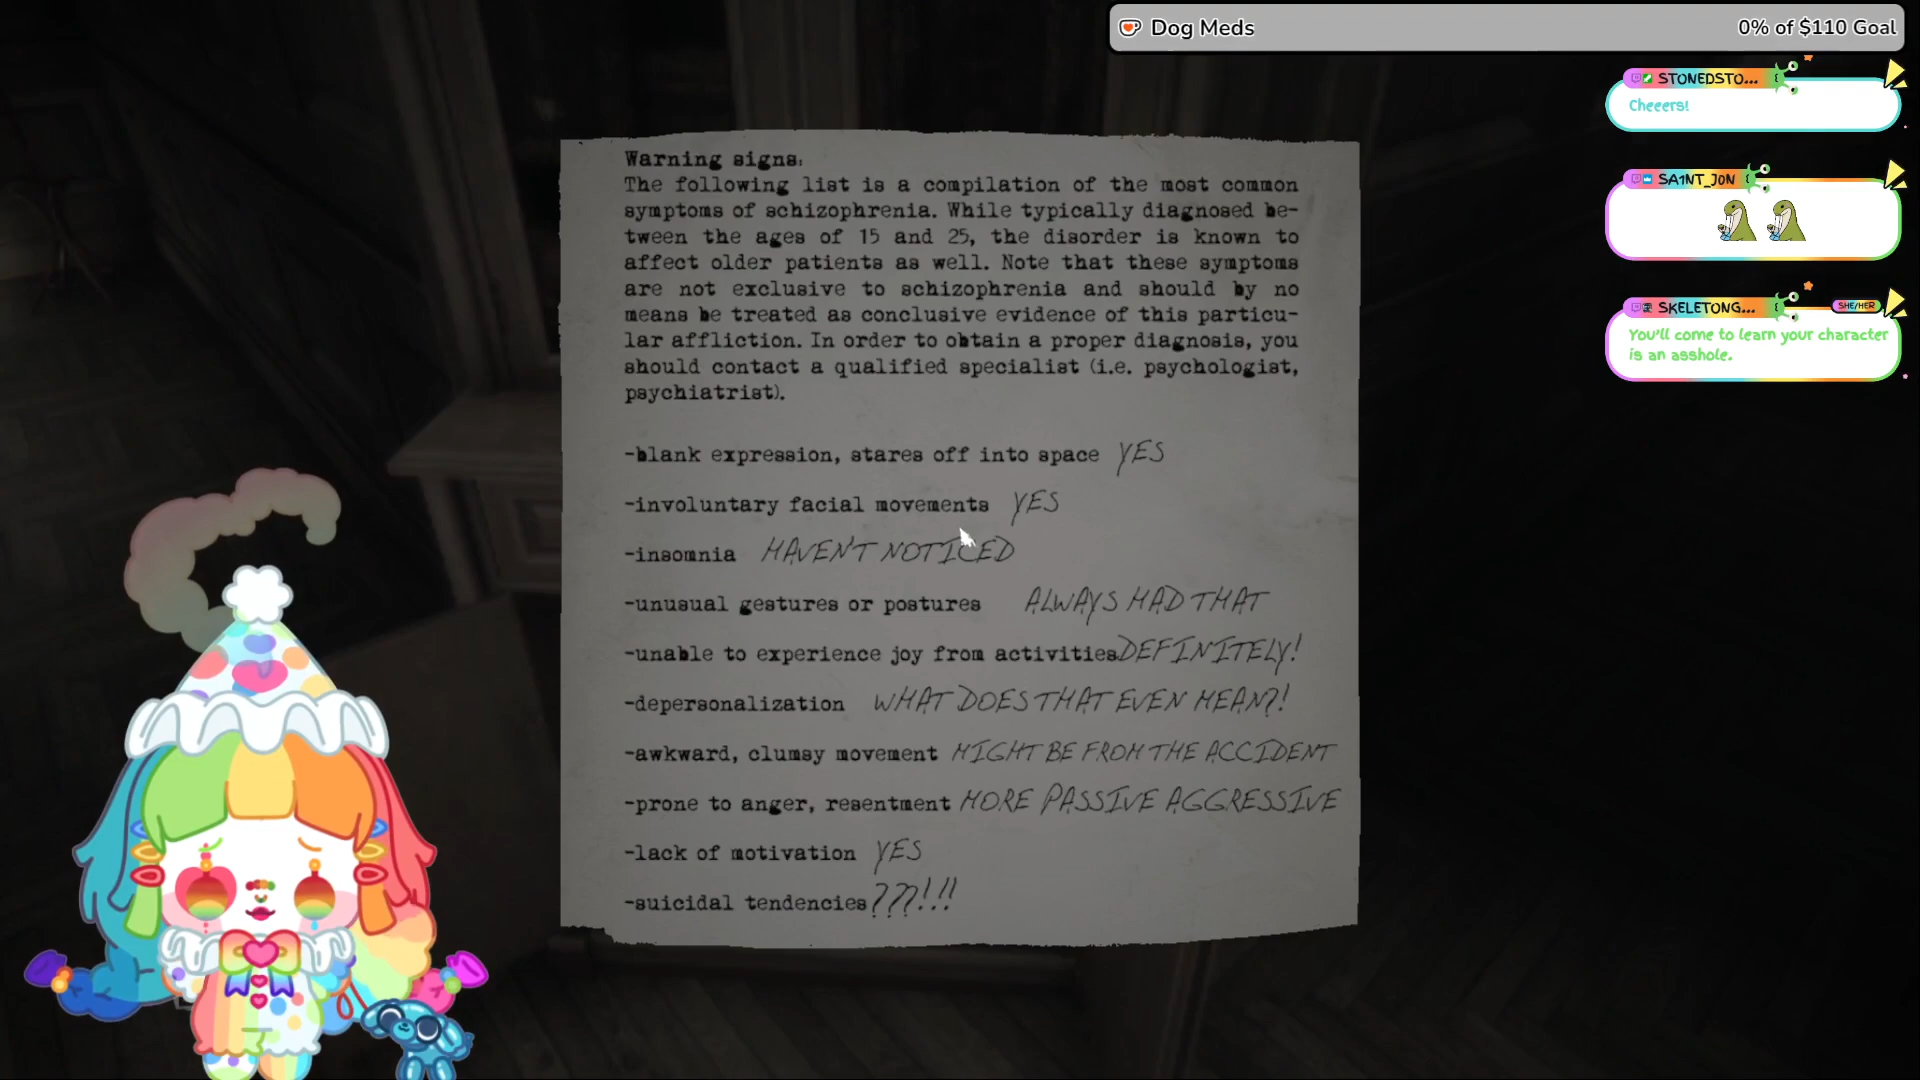 Dog Meds 0% of $110 Goal
STONEDSTO...
Cheeers!
SA1NT_JON
SKELETONG... SHE/HER
You'll come to learn your character
is an asshole.
Warning signs:
The following list is a compilation of the most common
symptoms of schizophrenia. While typically diagnosed be-
tween the ages of 15 and 25, the disorder is known to
affect older patients as well. Note that these symptoms
are not exclusive to schizophrenia and should by no
means be treated as conclusive evidence of this particu-
lar affliction. In order to obtain a proper diagnosis, you
should contact a qualified specialist (i.e. psychologist,
psychiatrist).
-blank expression, stares off into space YES
-involuntary facial movements YES
-insomnia HAVEN'T NOTICED
-unusual gestures or postures ALWAYS HAD THAT
-unable to experience joy from activities DEFINITELY!
-depersonalization WHAT DOES THAT EVEN MEAN?!
-awkward, clumsy movement MIGHT BE FROM THE ACCIDENT
-prone to anger, resentment MORE PASSIVE AGGRESSIVE
-lack of motivation YES
-suicidal tendencies ???!!!